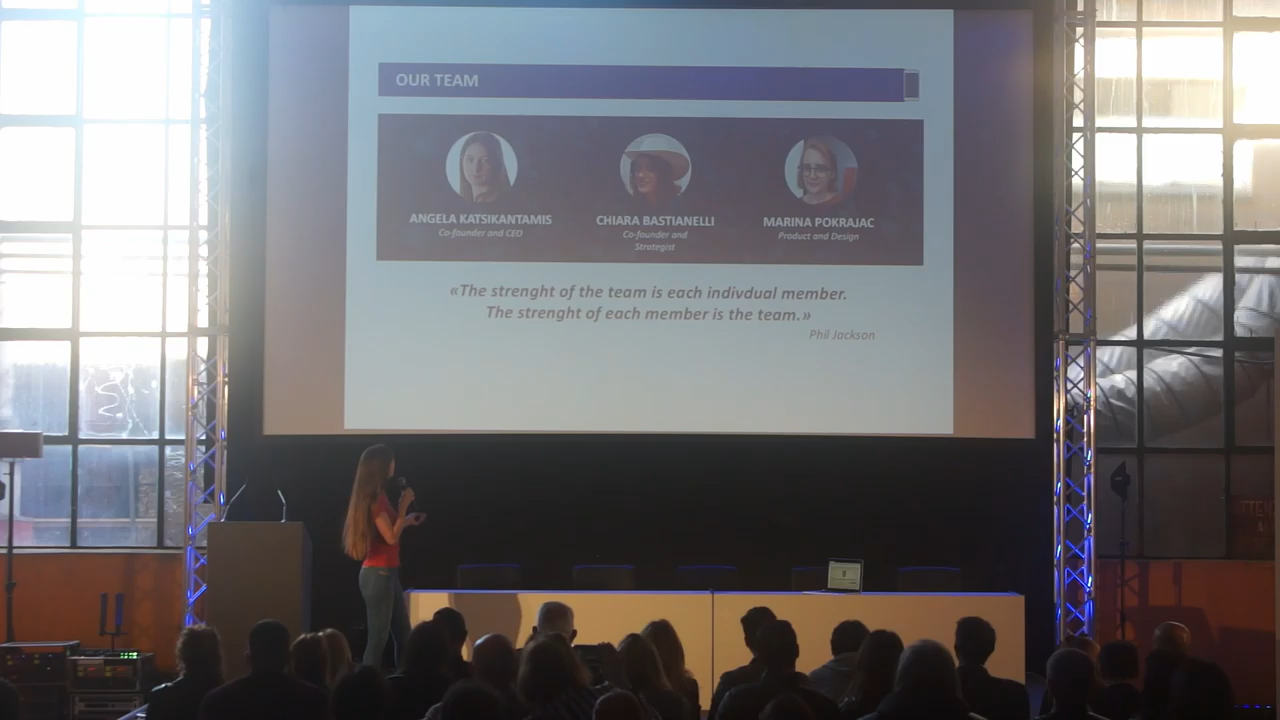 OUR TEAM
ANGELA KATSIKANTAMIS
Co-founder and CEO
CHIARA BASTIANELLI
Co-founder and
Strategist
MARINA POKRAJAC
Product and Design
«The strenght of the team is each indivdual member.
The strenght of each member is the team.»
Phil Jackson